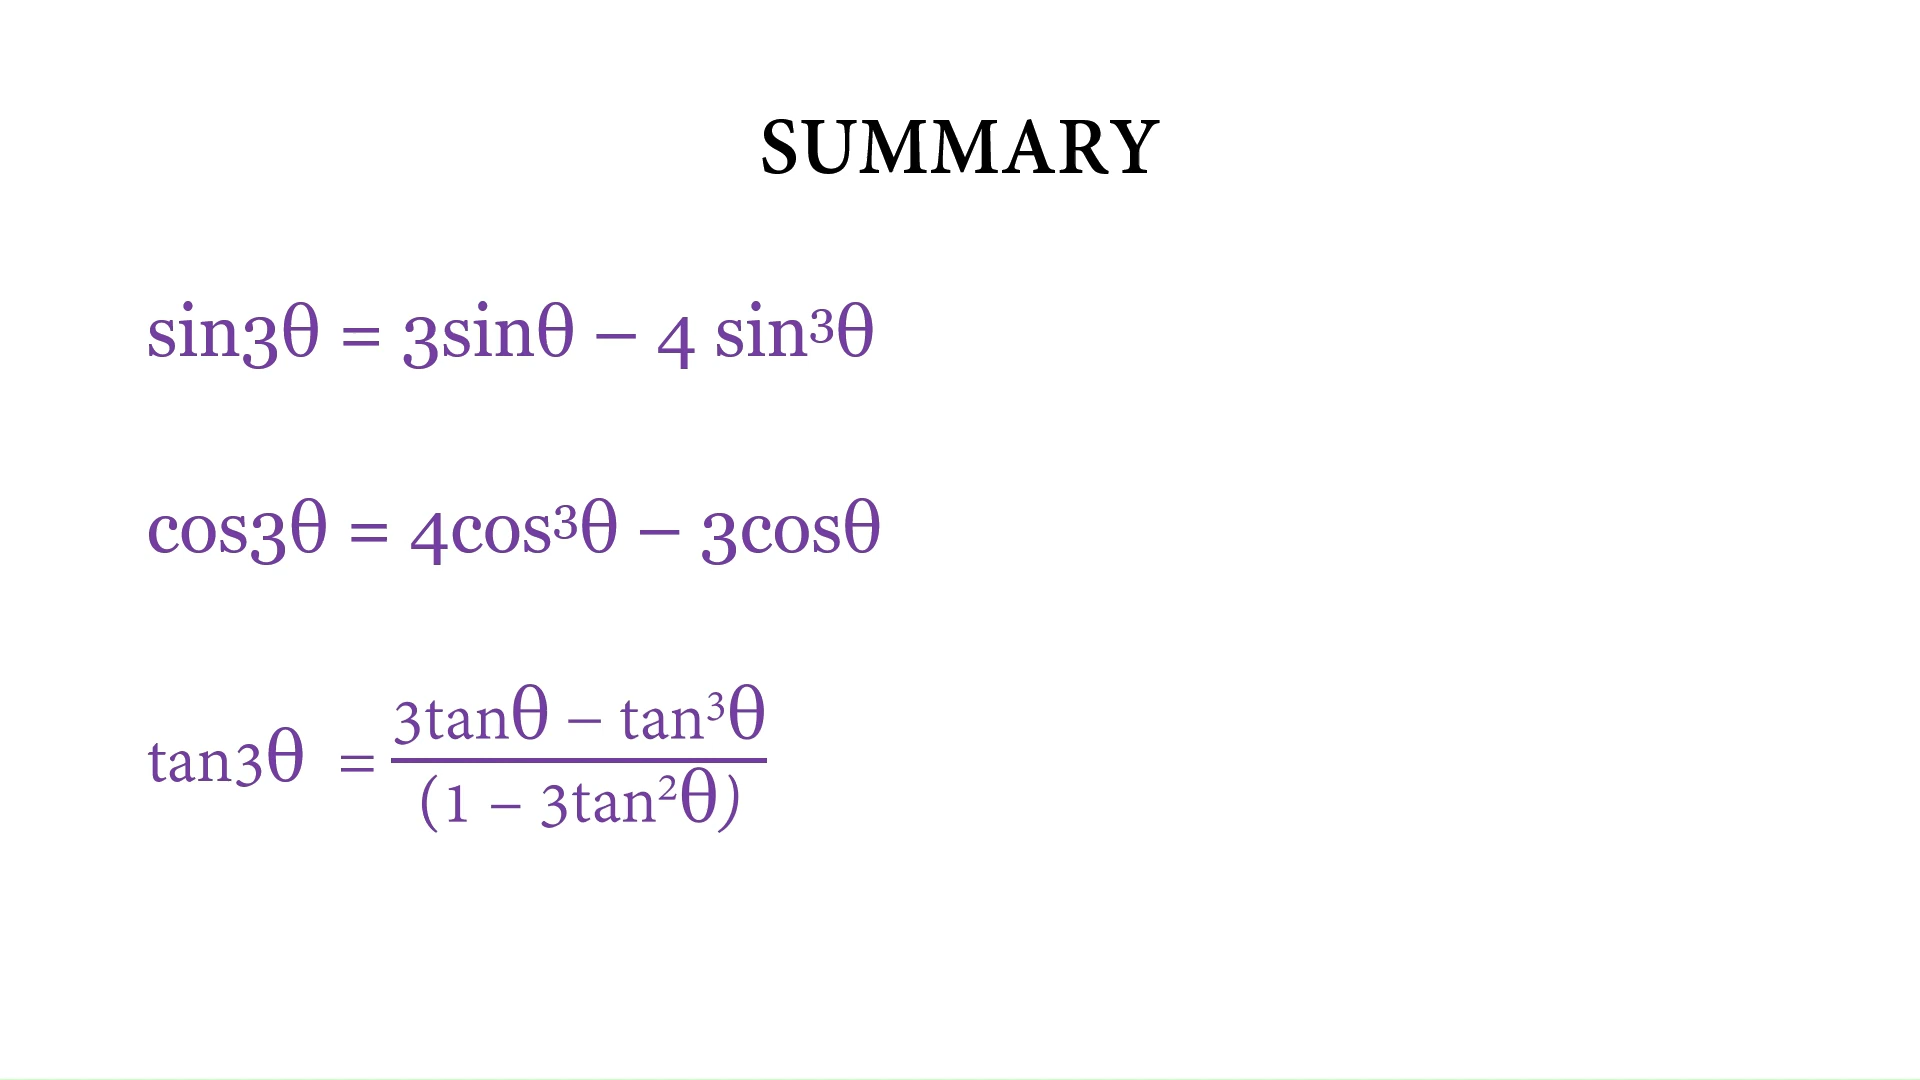 SUMMARY
sin3θ = 3sinθ – 4 sin³θ
cos3θ = 4cos³θ – 3cosθ
tan3θ = 3tanθ – tan³θ
(1 – 3tan²θ)